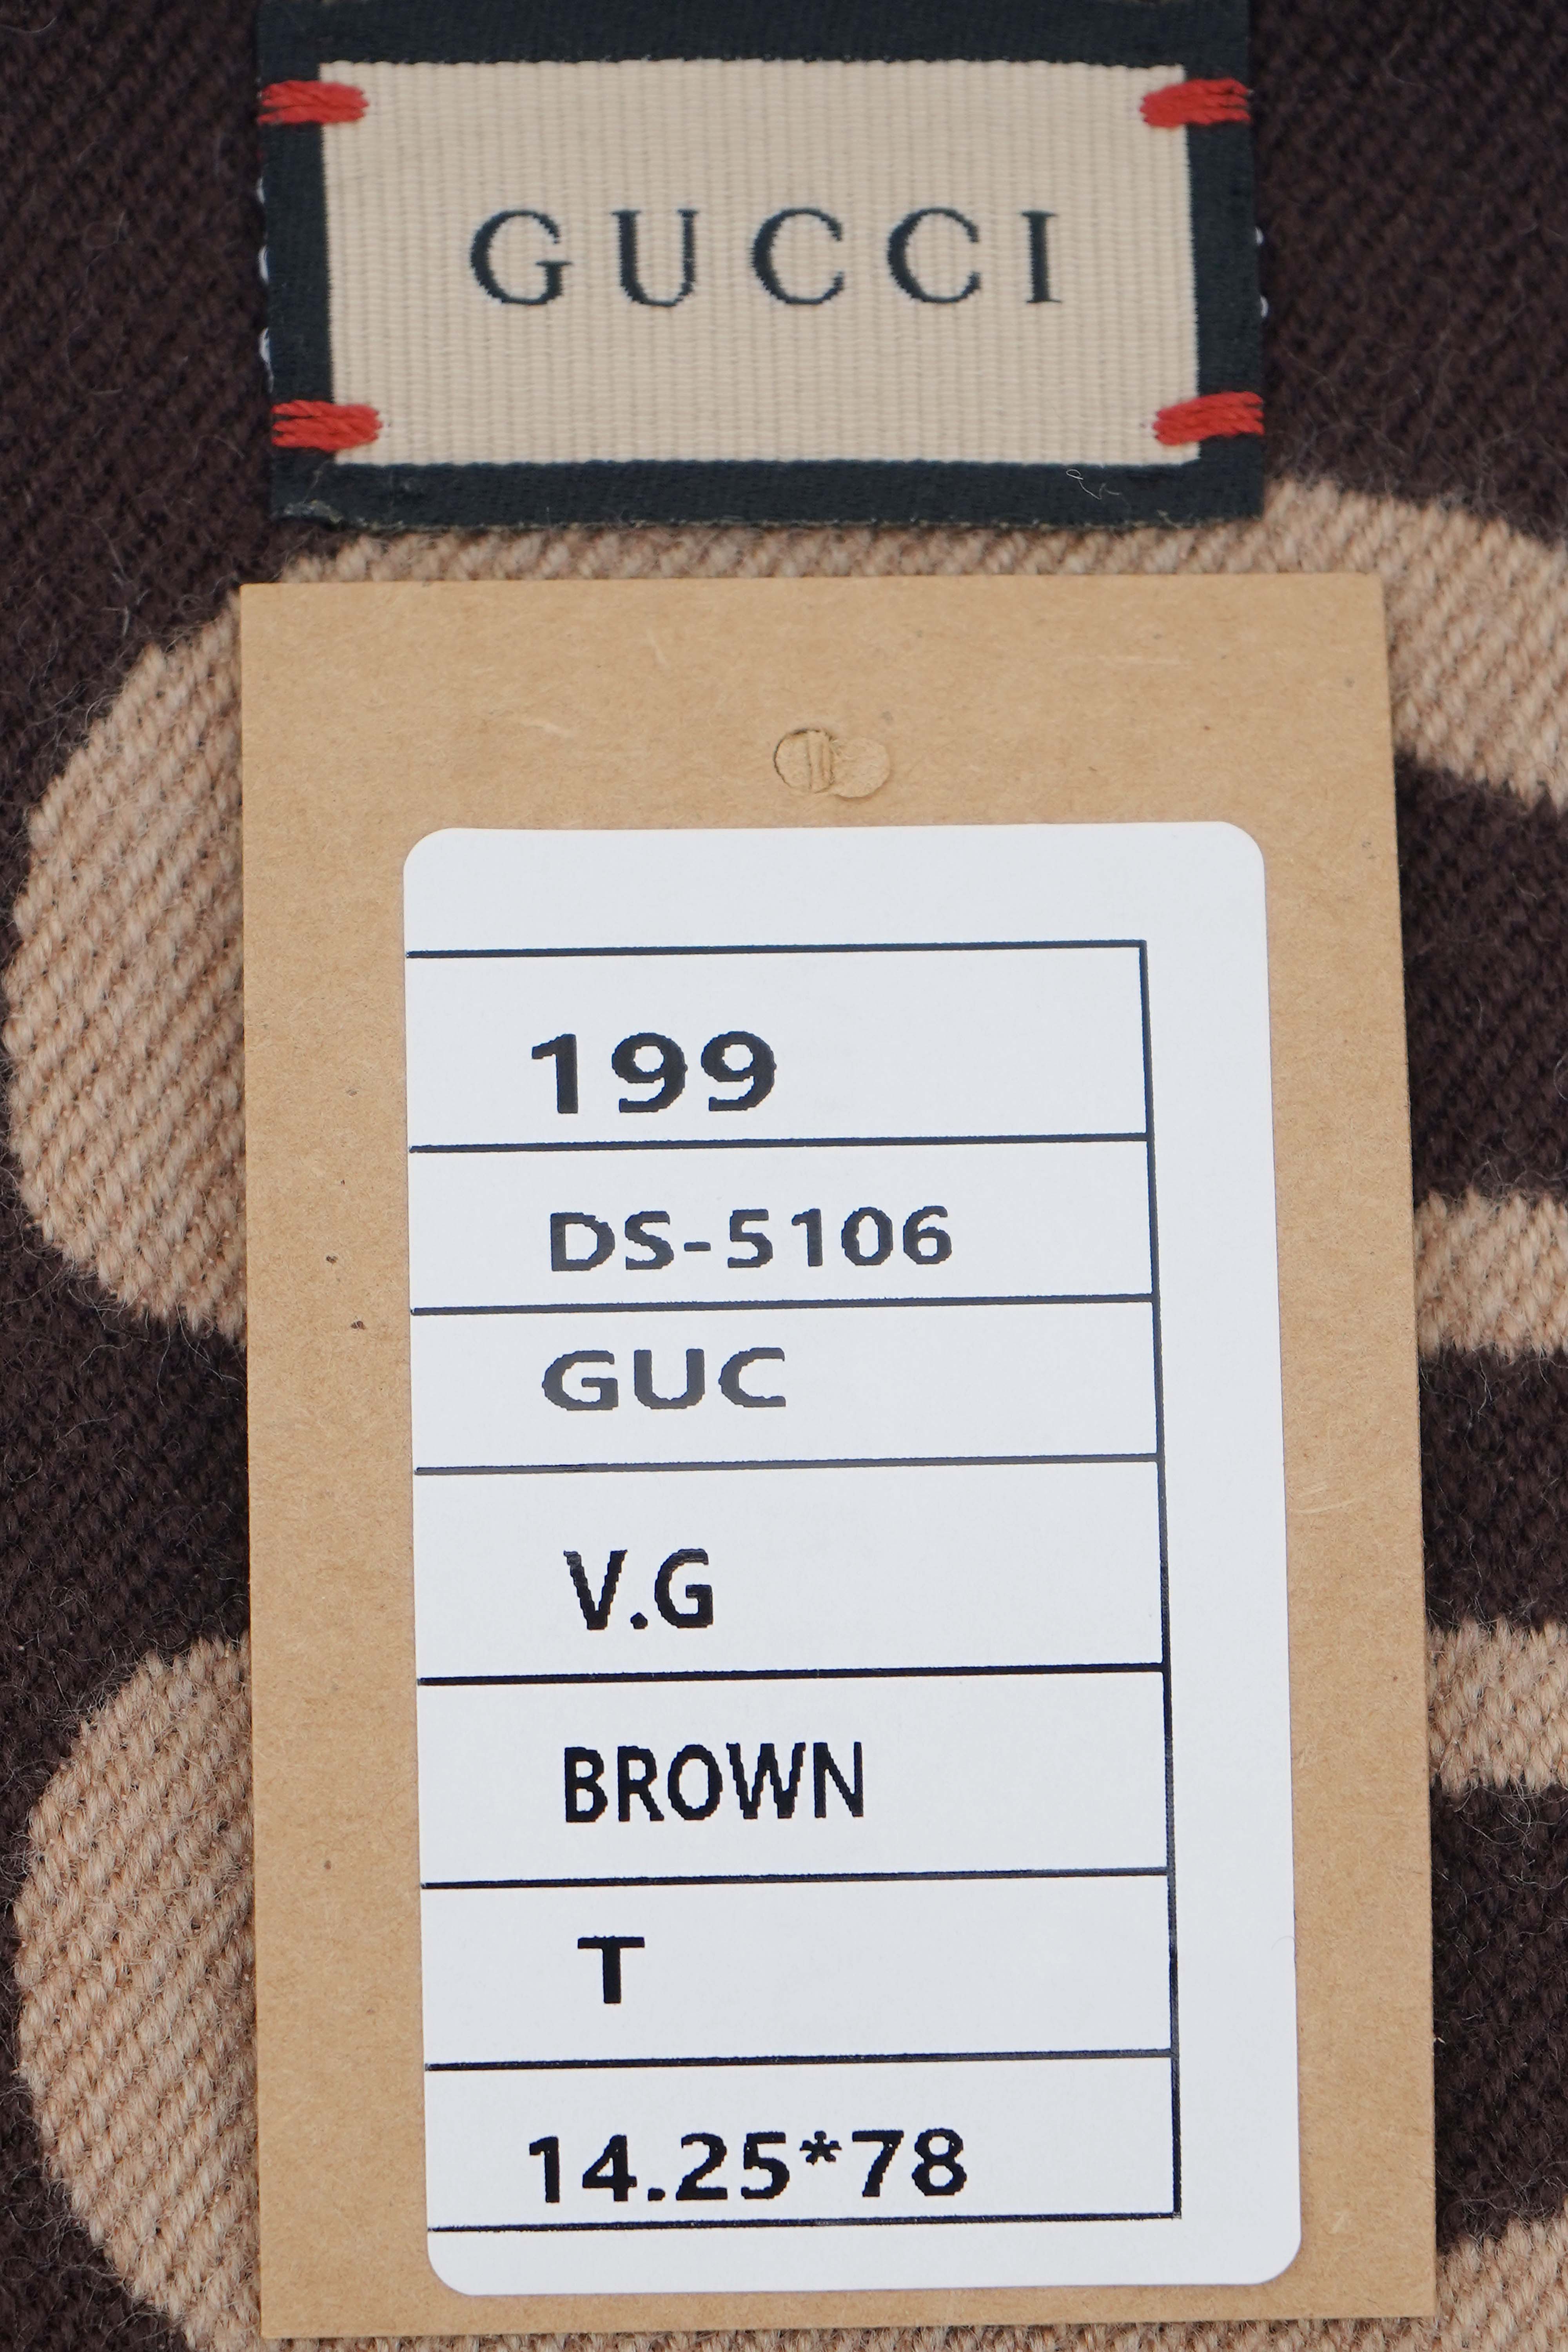 GUCCI
199
DS-5106
GUC
V.G
BROWN
T
14.25*78